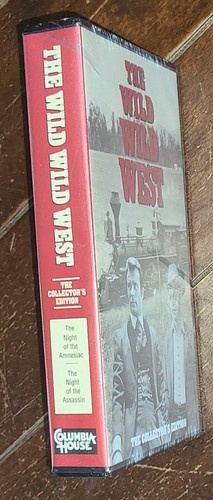 THE WILD WILD WEST
THE
COLLECTOR'S
EDITION
The
Night
of the
Amnesiac
The
Night
of the
Assassin
COLUMBIA
HOUSE
THE
WILD
WILD
WEST
THE COLLECTOR'S EDITION